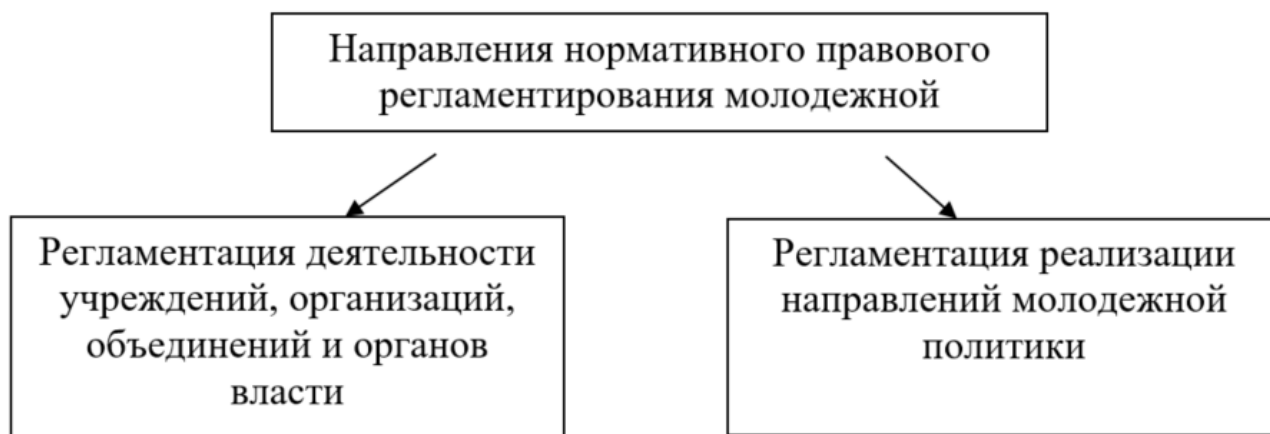 Направления нормативного правового
регламентирования молодежной
Регламентация деятельности
учреждений, организаций,
объединений и органов
власти
Регламентация реализации
направлений молодежной
политики